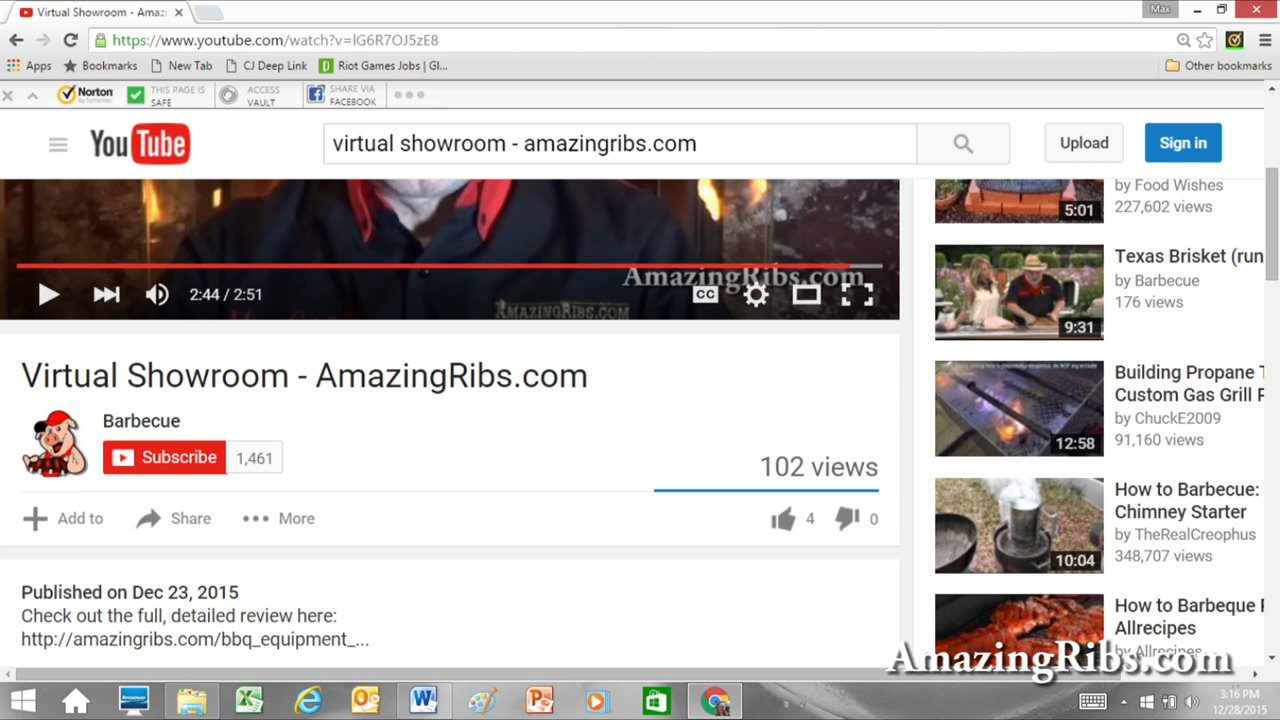 Virtual Showroom - Amaz
Max
https://www.youtube.com/watch?v=lG6R7OJ5zE8
Apps Bookmarks New Tab CJ Deep Link Riot Games Jobs | Gl... Other bookmarks
Norton
by Symantec
THIS PAGE IS
SAFE
ACCESS
VAULT
SHARE VIA
FACEBOOK
YouTube
virtual showroom - amazingribs.com
Upload
Sign in
AmazingRibs.com
2:44 / 2:51
CC
AmazingRibs.com
Virtual Showroom - AmazingRibs.com
Barbecue
Subscribe 1,461
102 views
Add to Share More 4 0
Published on Dec 23, 2015
Check out the full, detailed review here:
http://amazingribs.com/bbq_equipment_...
by Food Wishes
227,602 views
5:01
Texas Brisket (run
by Barbecue
176 views
9:31
Building Propane T
Custom Gas Grill F
by ChuckE2009
91,160 views
12:58
How to Barbecue:
Chimney Starter
by TheRealCreophus
348,707 views
10:04
How to Barbeque
Allrecipes
by Allrecipes
AmazingRibs.com
3:16 PM
12/28/2015